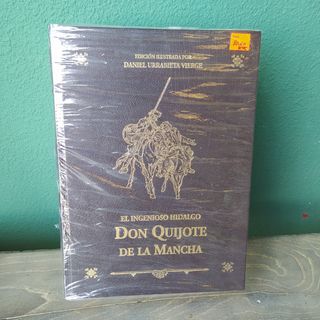 EDICIÓN ILUSTRADA POR
DANIEL URRABIETA VIERGE
EL INGENIOSO HIDALGO
DON QUIJOTE
DE LA MANCHA